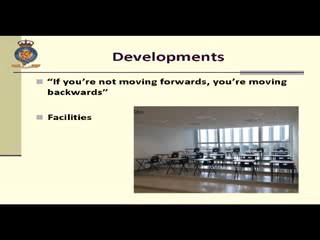 Developments
“If you’re not moving forwards, you’re moving
backwards”
Facilities